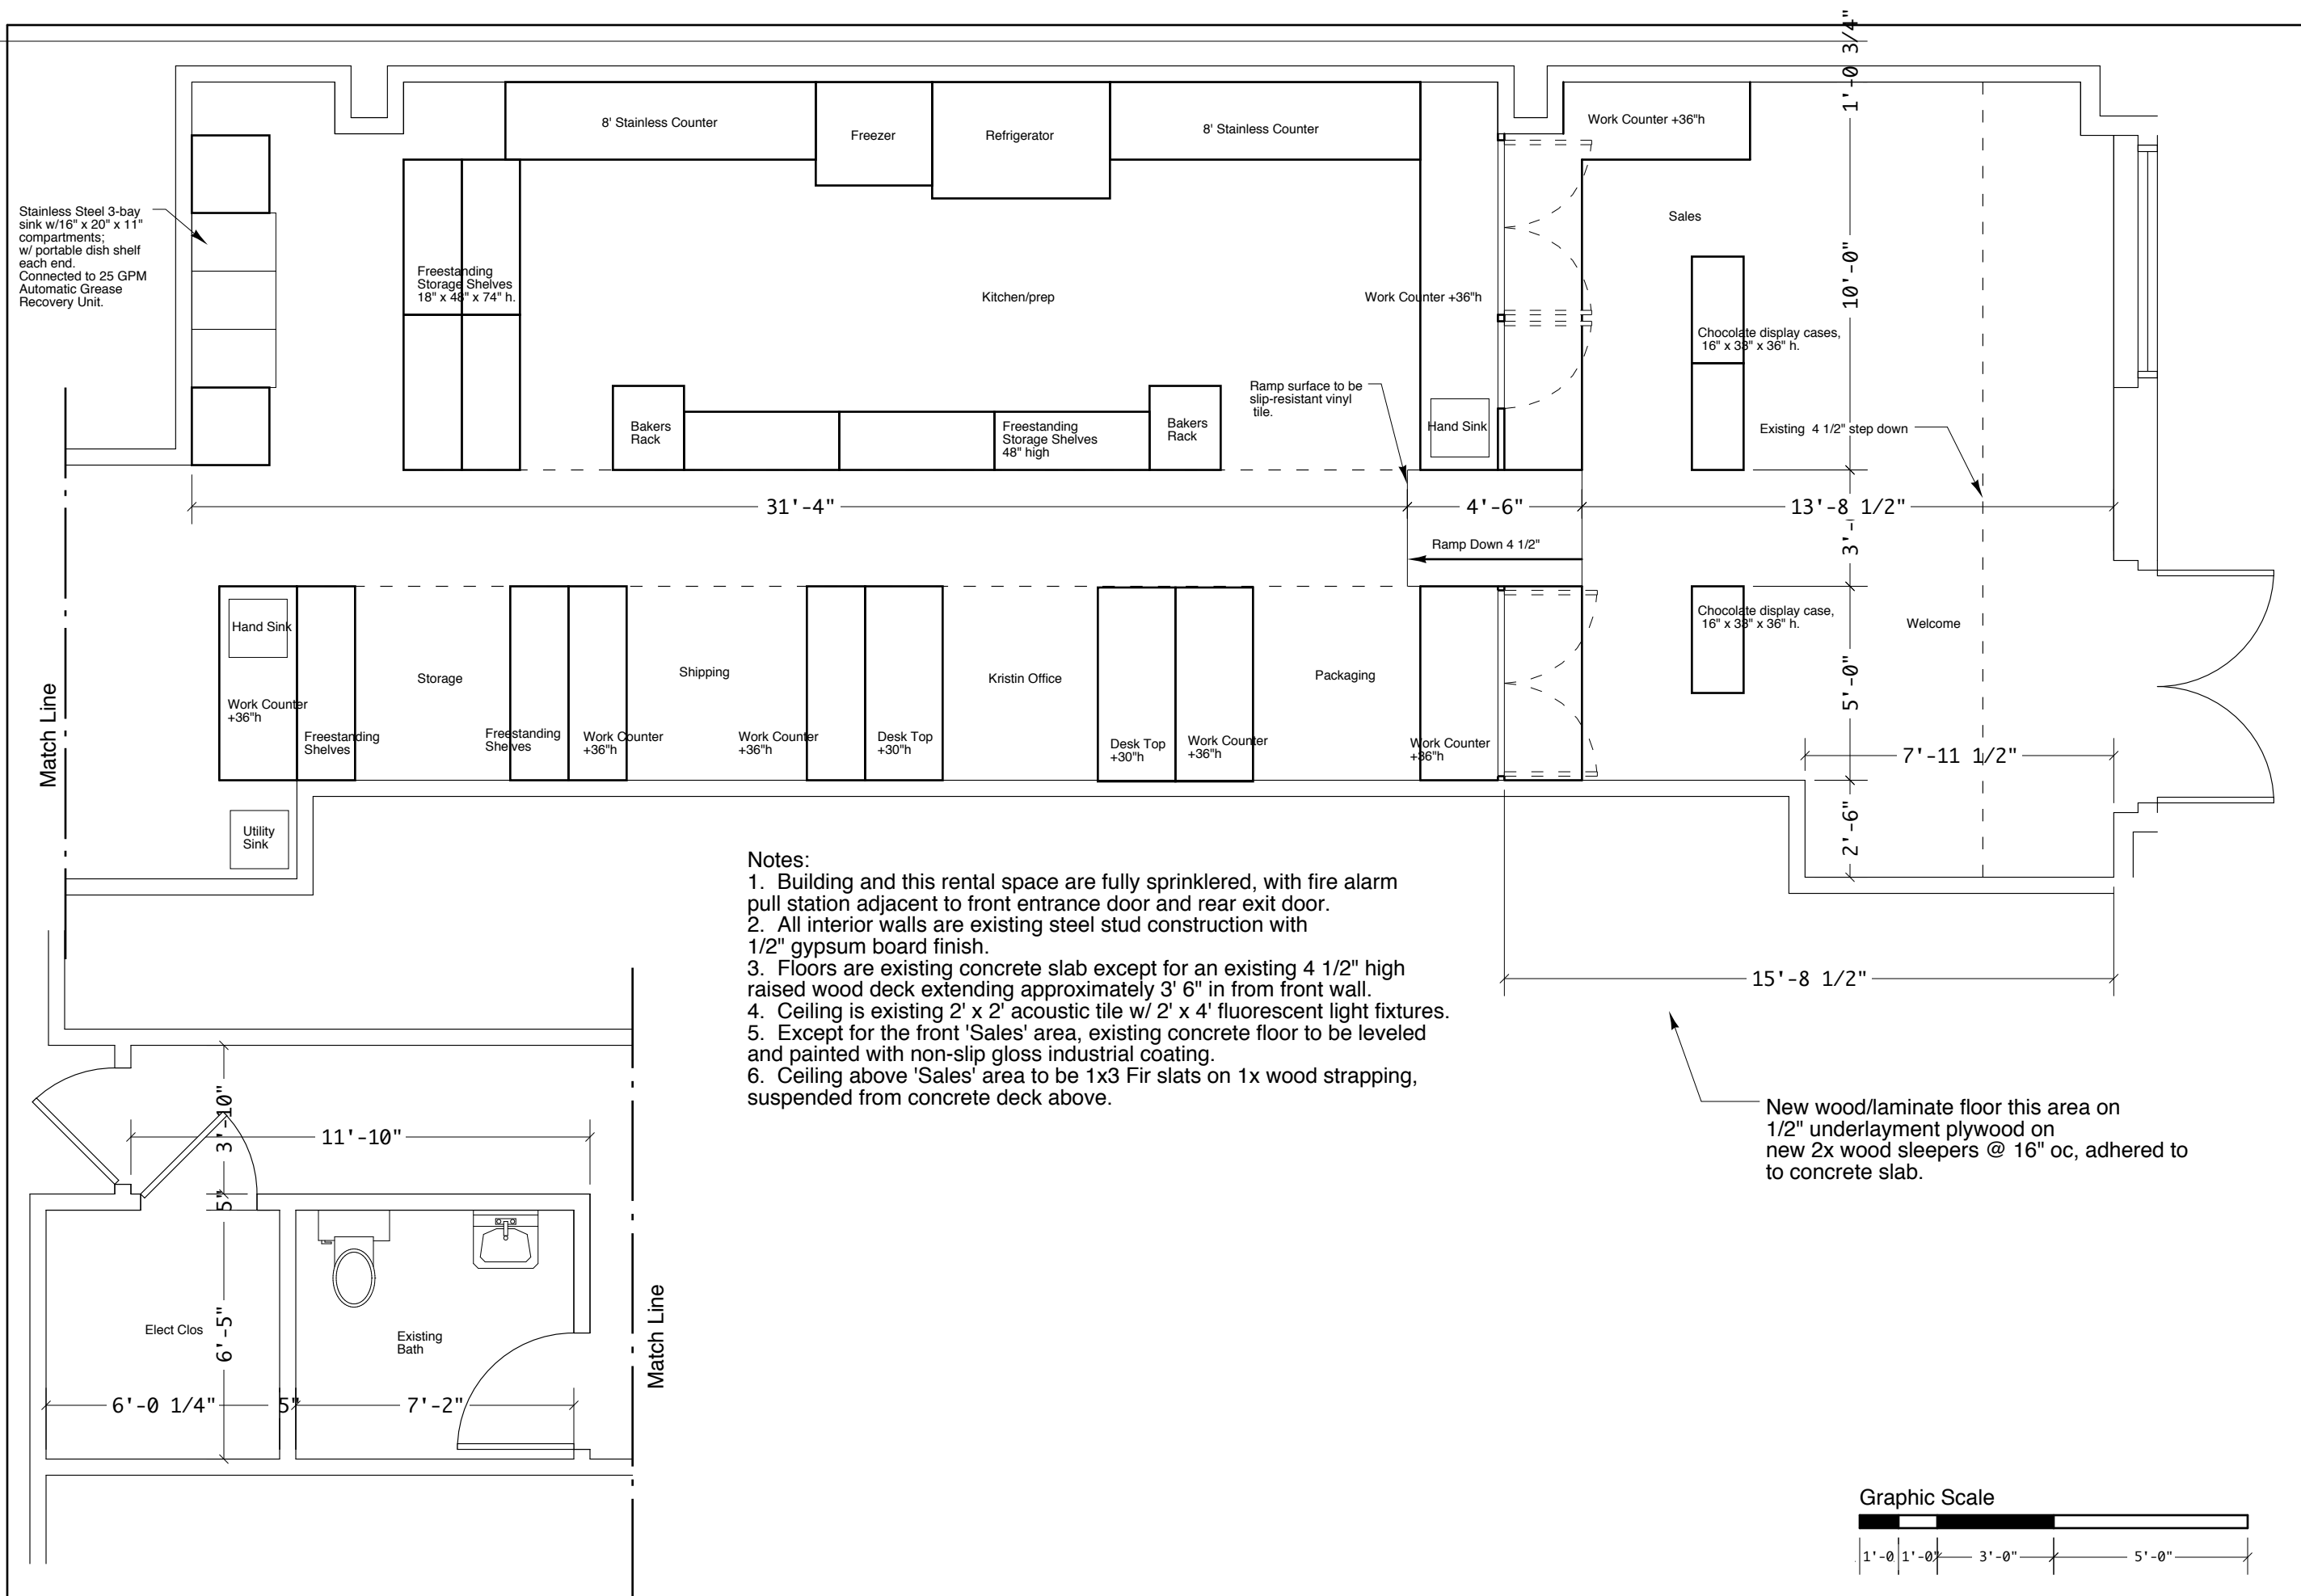 1'-0 3/4"
8' Stainless Counter
Freezer
Refrigerator
8' Stainless Counter
Work Counter +36"h
Stainless Steel 3-bay
sink w/16" x 20" x 11"
compartments;
w/ portable dish shelf
each end.
Connected to 25 GPM
Automatic Grease
Recovery Unit.
Sales
10'-0"
Freestanding
Storage Shelves
18" x 48" x 74" h.
Kitchen/prep
Work Counter +36"h
Chocolate display cases,
16" x 33" x 36" h.
Ramp surface to be
slip-resistant vinyl
tile.
Bakers
Rack
Freestanding
Storage Shelves
48" high
Bakers
Rack
Hand Sink
Existing 4 1/2" step down
31'-4"
4'-6"
13'-8 1/2"
3'-
Ramp Down 4 1/2"
Hand Sink
Storage
Shipping
Kristin Office
Packaging
Chocolate display case,
16" x 33" x 36" h.
Welcome
5'-0"
Match Line
Work Counter
+36"h
Freestanding
Shelves
Freestanding
Shelves
Work Counter
+36"h
Work Counter
+36"h
Desk Top
+30"h
Desk Top
+30"h
Work Counter
+36"h
Work Counter
+36"h
7'-11 1/2"
2'-6"
Utility
Sink
Notes:
1. Building and this rental space are fully sprinklered, with fire alarm
pull station adjacent to front entrance door and rear exit door.
2. All interior walls are existing steel stud construction with
1/2" gypsum board finish.
3. Floors are existing concrete slab except for an existing 4 1/2" high
raised wood deck extending approximately 3' 6" in from front wall.
4. Ceiling is existing 2' x 2' acoustic tile w/ 2' x 4' fluorescent light fixtures.
5. Except for the front 'Sales' area, existing concrete floor to be leveled
and painted with non-slip gloss industrial coating.
6. Ceiling above 'Sales' area to be 1x3 Fir slats on 1x wood strapping,
suspended from concrete deck above.
15'-8 1/2"
New wood/laminate floor this area on
1/2" underlayment plywood on
new 2x wood sleepers @ 16" oc, adhered to
to concrete slab.
3'-10"
11'-10"
5"
Elect Clos
6'-5"
Existing
Bath
Match Line
6'-0 1/4"
5"
7'-2"
Graphic Scale
1'-0
1'-0"
3'-0"
5'-0"